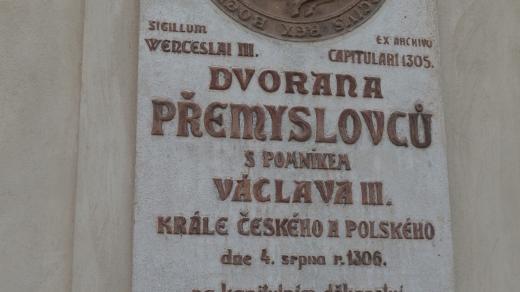 SIGILLUM EX ARCHIVO
WENCESLAI III. CAPITULARI 1305.
DVORANA
PŘEMYSLOVCŮ
S POMNÍKEM
VÁCLAVA III.
KRÁLE ČESKÉHO A POLSKÉHO
dne 4. srpna r. 1306.